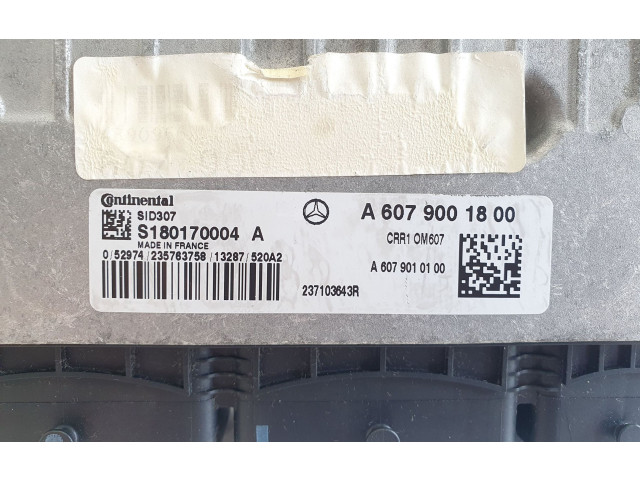 Continental
SID307
S180170004 A
MADE IN FRANCE
0/52974/235763758/13287/520A2
A 607 900 18 00
CRR1 OM607
A 607 901 01 00
237103643R